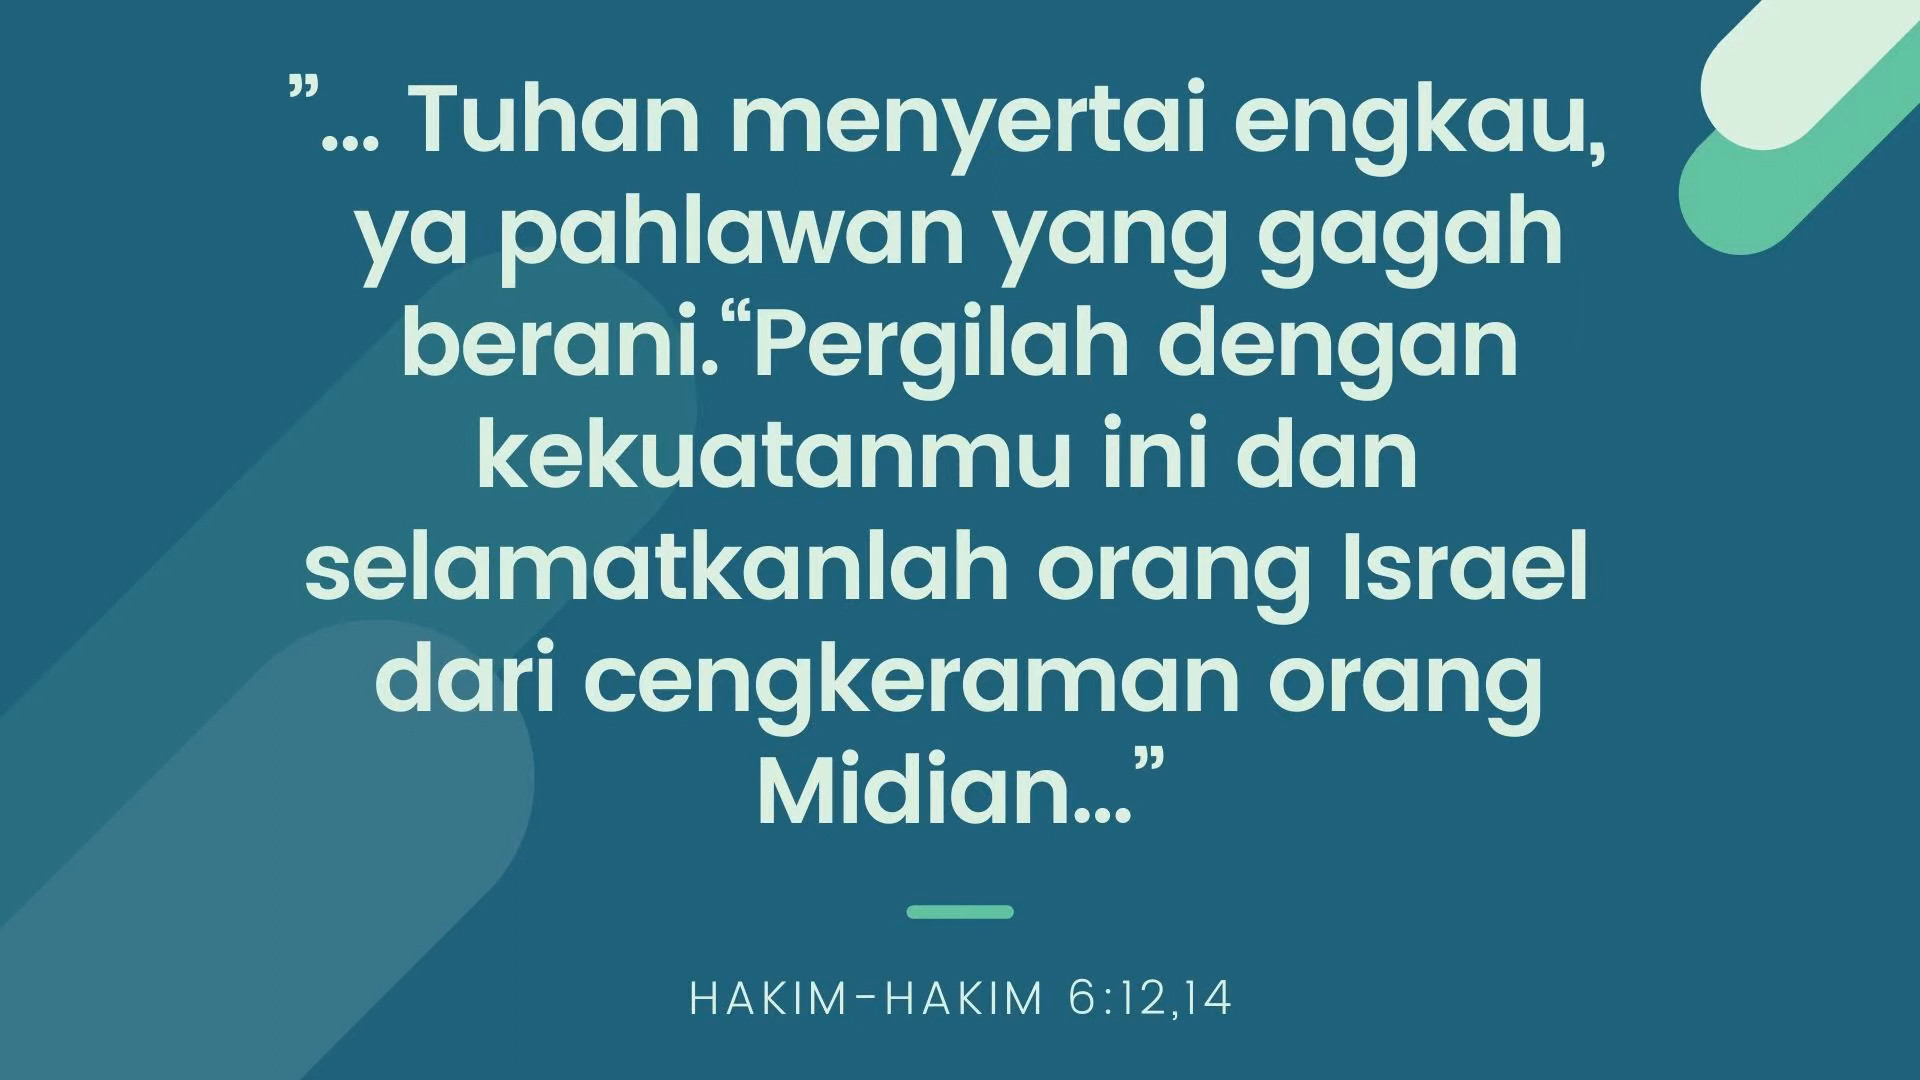 ”... Tuhan menyertai engkau,
ya pahlawan yang gagah
berani.“Pergilah dengan
kekuatanmu ini dan
selamatkanlah orang Israel
dari cengkeraman orang
Midian...”
HAKIM-HAKIM 6:12,14